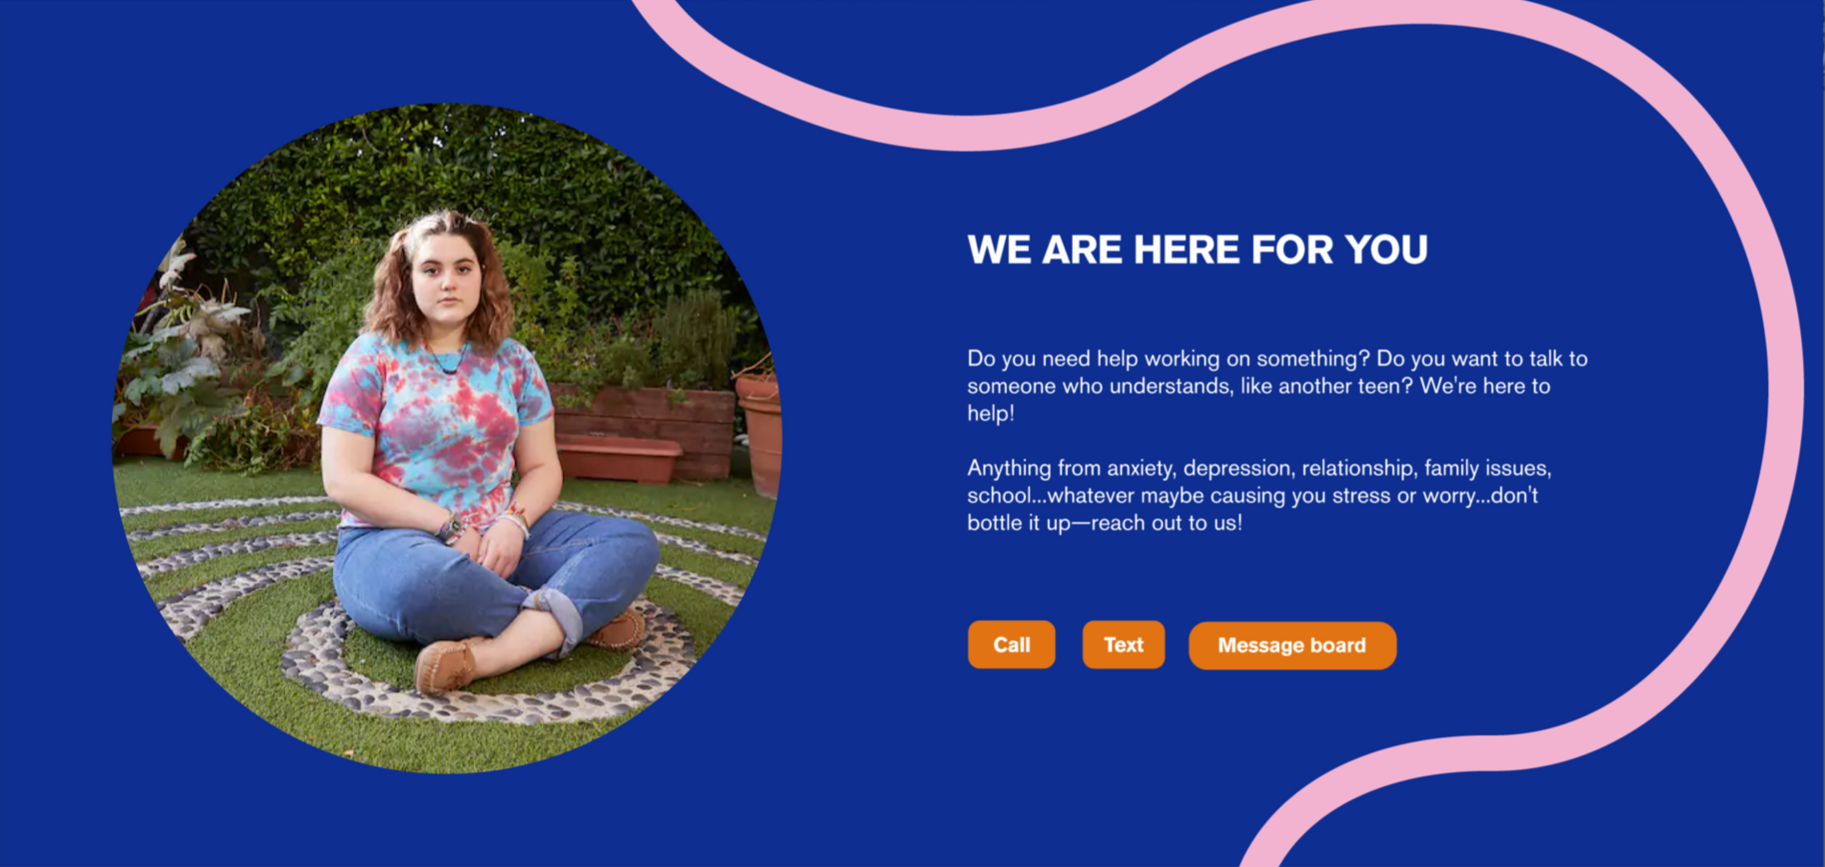 WE ARE HERE FOR YOU
Do you need help working on something? Do you want to talk to
someone who understands, like another teen? We're here to
help!
Anything from anxiety, depression, relationship, family issues,
school...whatever maybe causing you stress or worry...don't
bottle it up—reach out to us!
Call
Text
Message board